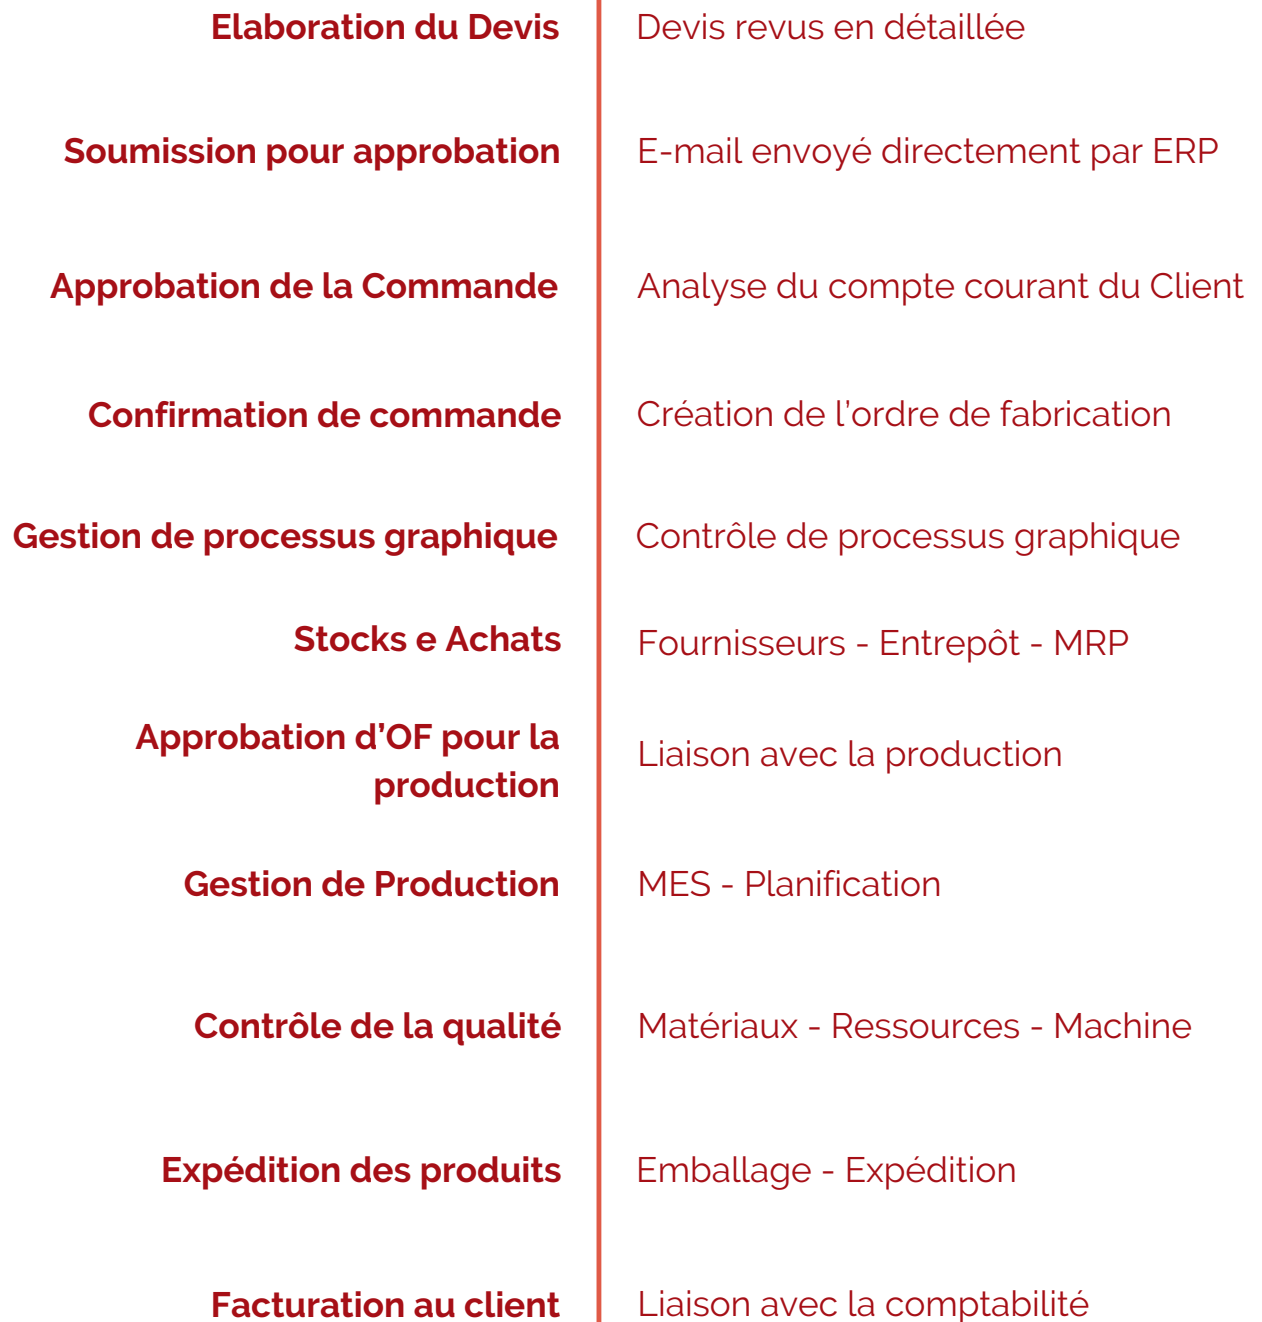 Elaboration du Devis
Devis revus en détaillée
Soumission pour approbation
E-mail envoyé directement par ERP
Approbation de la Commande
Analyse du compte courant du Client
Confirmation de commande
Création de l’ordre de fabrication
Gestion de processus graphique
Contrôle de processus graphique
Stocks e Achats
Fournisseurs - Entrepôt - MRP
Approbation d’OF pour la
production
Liaison avec la production
Gestion de Production
MES - Planification
Contrôle de la qualité
Matériaux - Ressources - Machine
Expédition des produits
Emballage - Expédition
Facturation au client
Liaison avec la comptabilité